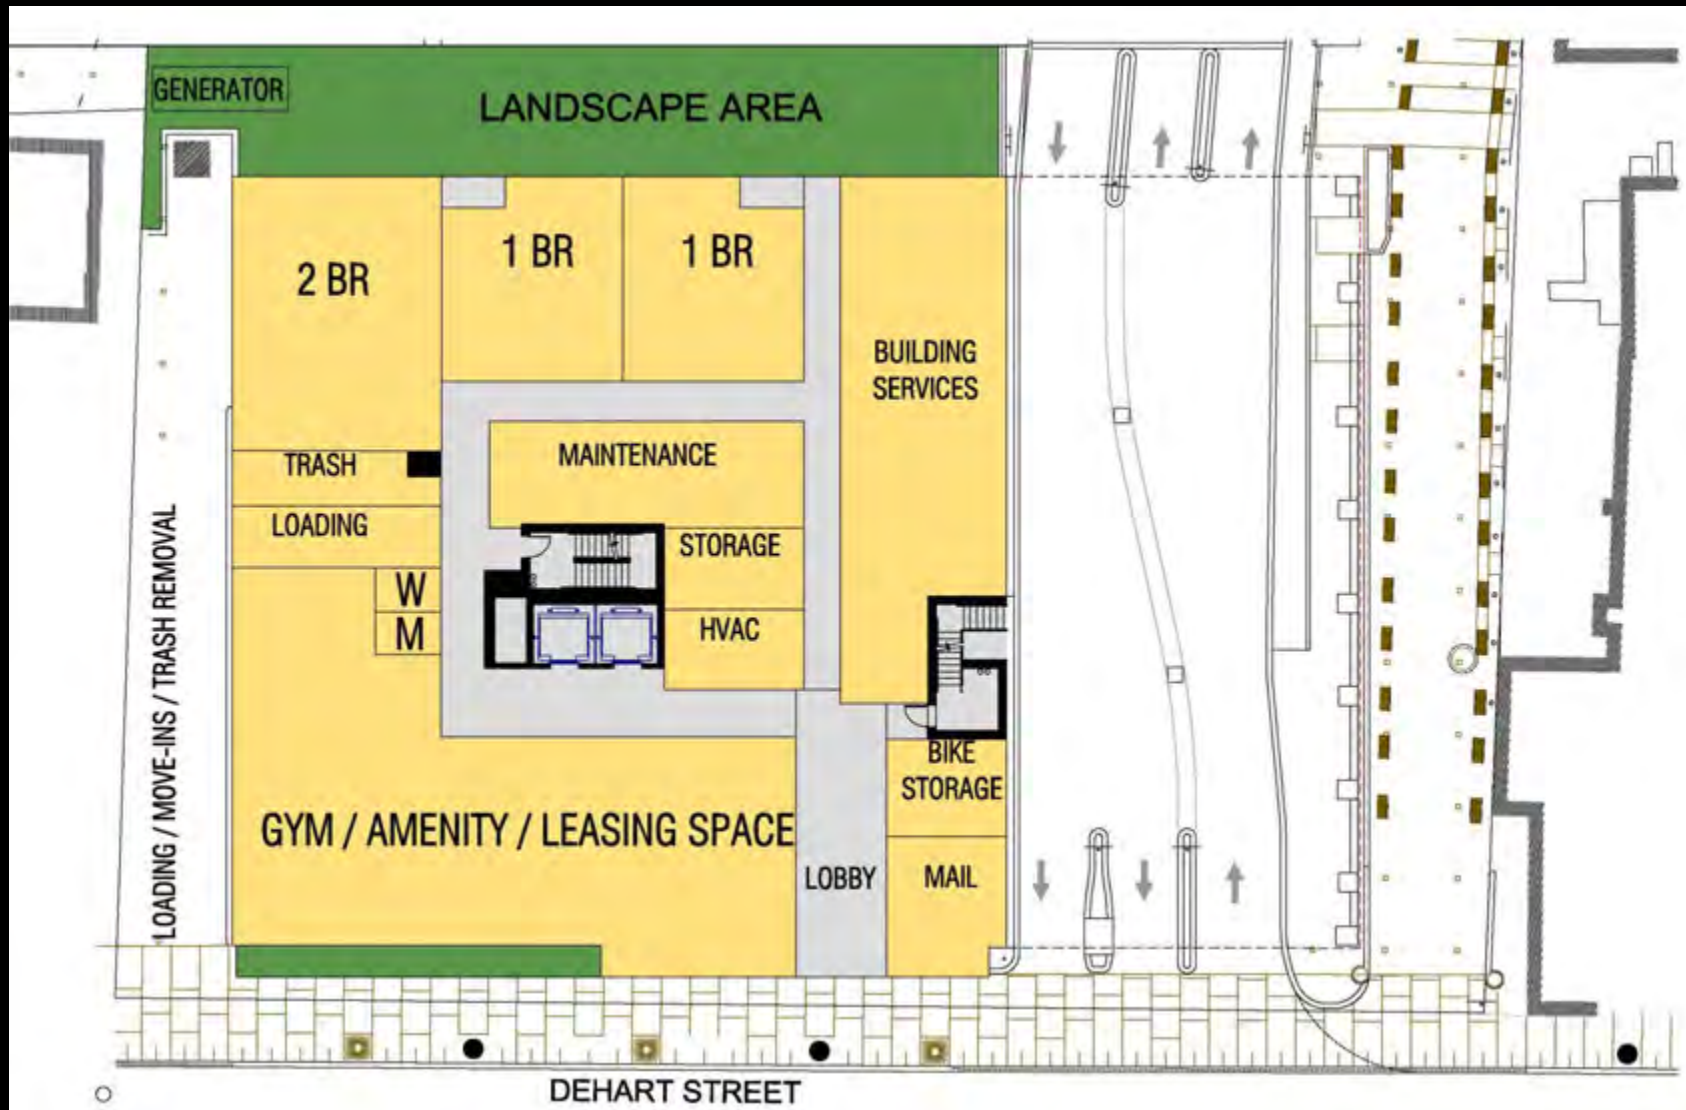 GENERATOR
LANDSCAPE AREA
2 BR
1 BR
1 BR
BUILDING
SERVICES
TRASH
MAINTENANCE
LOADING
STORAGE
W
M
HVAC
LOADING / MOVE-INS / TRASH REMOVAL
BIKE
STORAGE
GYM / AMENITY / LEASING SPACE
LOBBY
MAIL
DEHART STREET